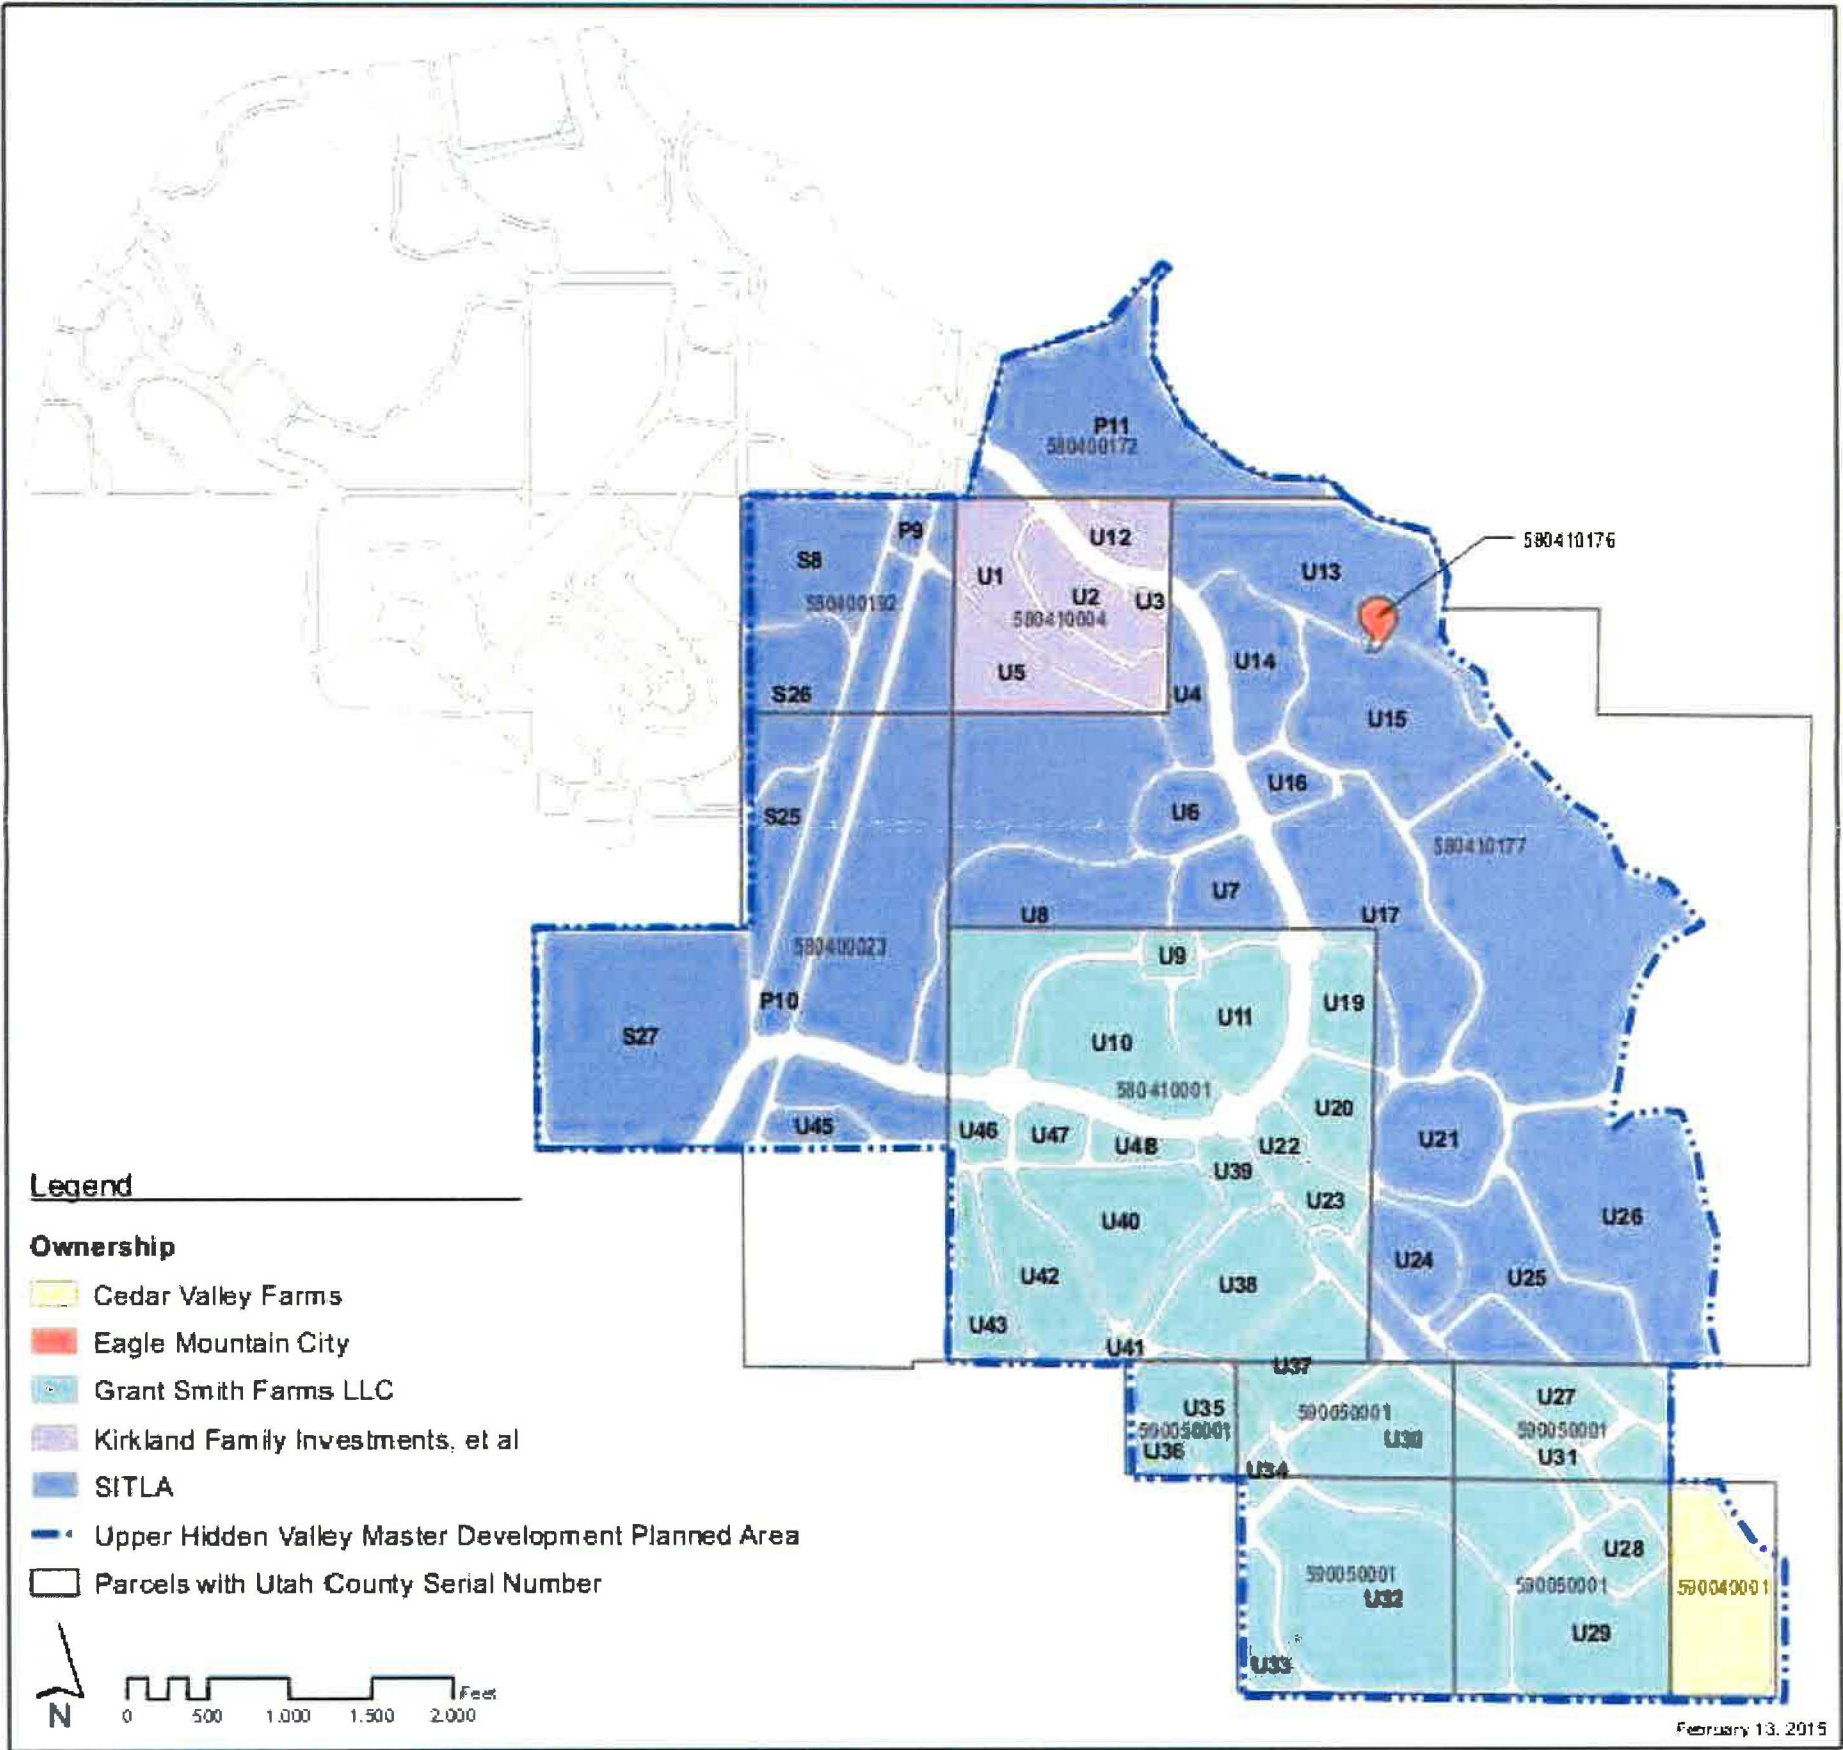 P11
580400172
580410176
P9
U12
S8
U13
U1
U2
U3
580400192
580410004
U14
U5
S26
U4
U15
U16
U6
S25
580410177
U7
U8
U17
580400023
U9
P10
U19
U11
S27
U10
580410001
U20
U45
U46
U47
U48
U22
U21
U39
U23
U40
U26
U24
U42
U38
U25
U43
U41
U37
U27
U35
590050001
590050001
590050001
U36
U30
U31
U34
U28
590050001
590050001
590040001
U32
U29
U33
Legend
Ownership
Cedar Valley Farms
Eagle Mountain City
Grant Smith Farms LLC
Kirkland Family Investments, et al
SITLA
Upper Hidden Valley Master Development Planned Area
Parcels with Utah County Serial Number
N
Feet
0 500 1,000 1,500 2,000
February 13, 2015